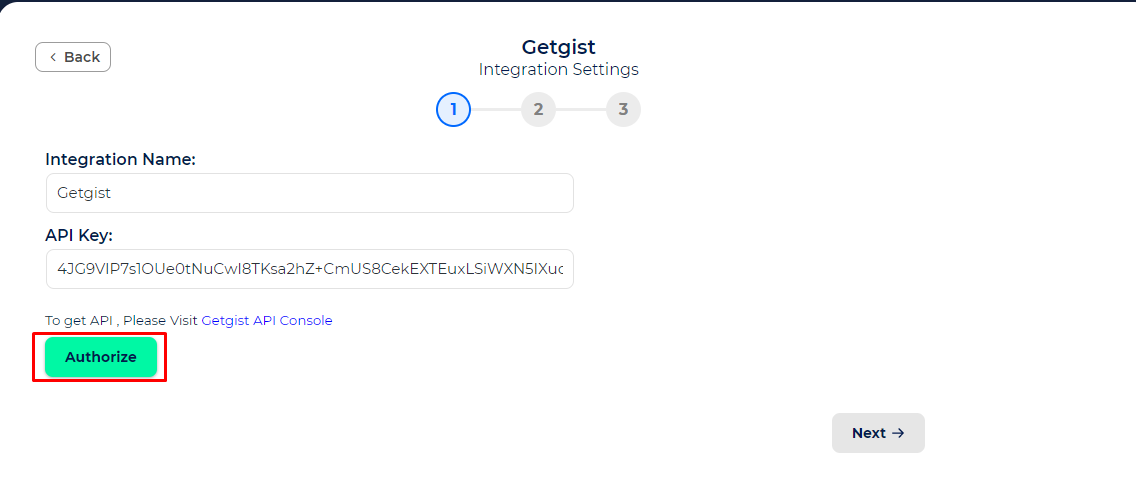 Back
Getgist
Integration Settings
1 2 3
Integration Name:
Getgist
API Key:
4JG9VIP7s1OUe0tNuCwI8TKsa2hZ+CmUS8CekEXTEuxLSiWXN5IXuc
To get API , Please Visit Getgist API Console
Authorize
Next →